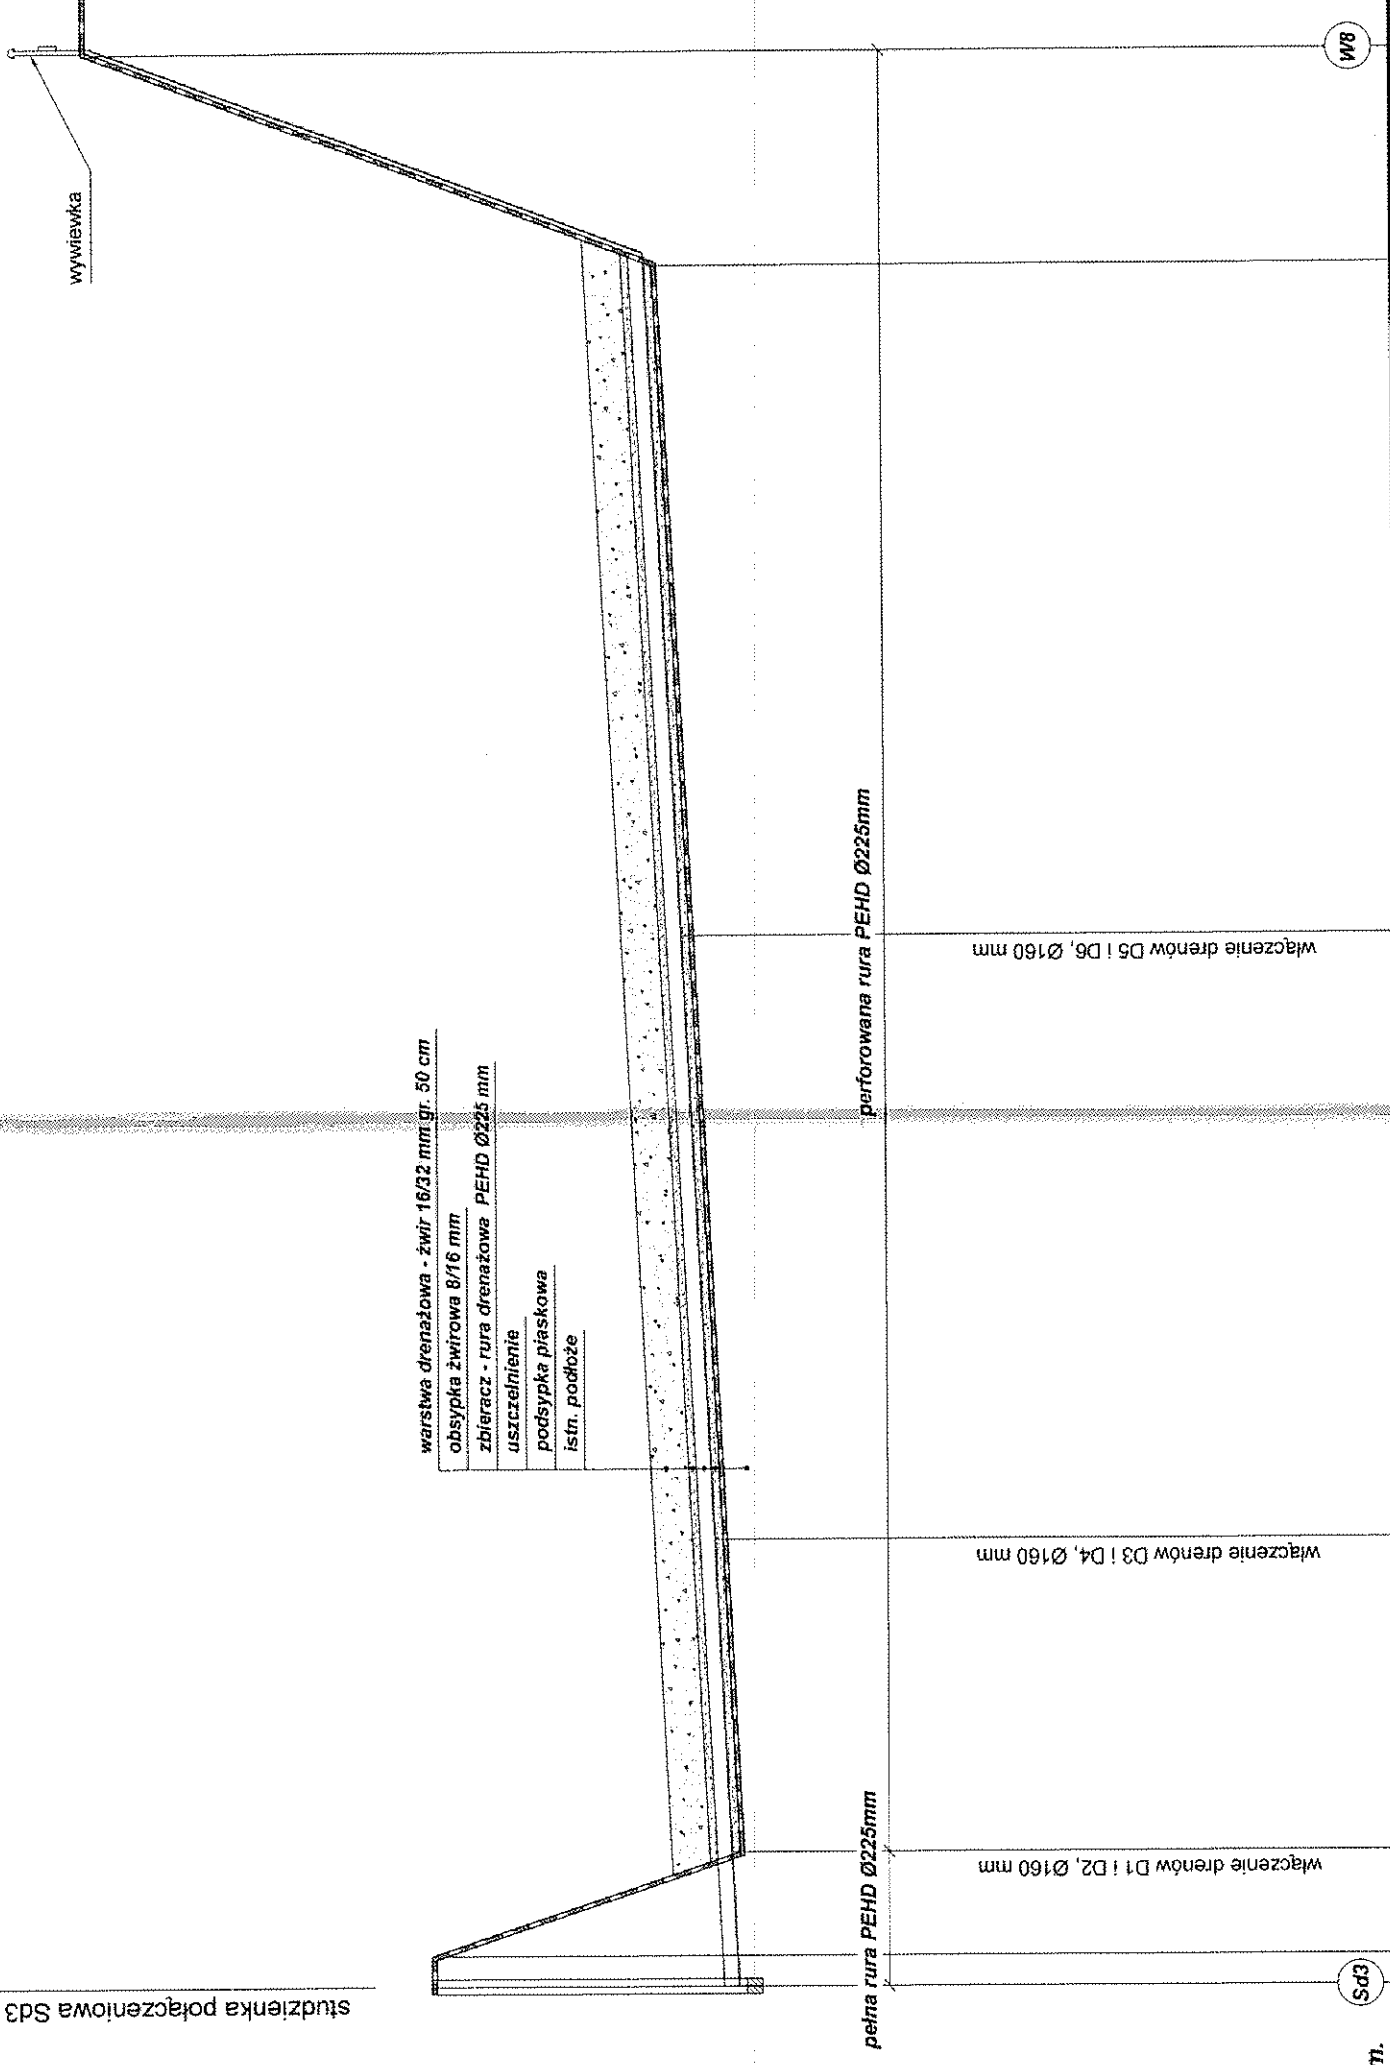 studzienka połączeniowa Sd3
wywiewka
warstwa drenażowa - żwir 16/32 mm gr. 50 cm
obsypka żwirowa 8/16 mm
zbieracz - rura drenażowa PEHD Ø225 mm
uszczelnienie
podsypka piaskowa
istn. podłoże
pełna rura PEHD Ø225mm
perforowana rura PEHD Ø225mm
włączenie drenów D1 i D2, Ø160 mm
włączenie drenów D3 i D4, Ø160 mm
włączenie drenów D5 i D6, Ø160 mm
Sd3
W8